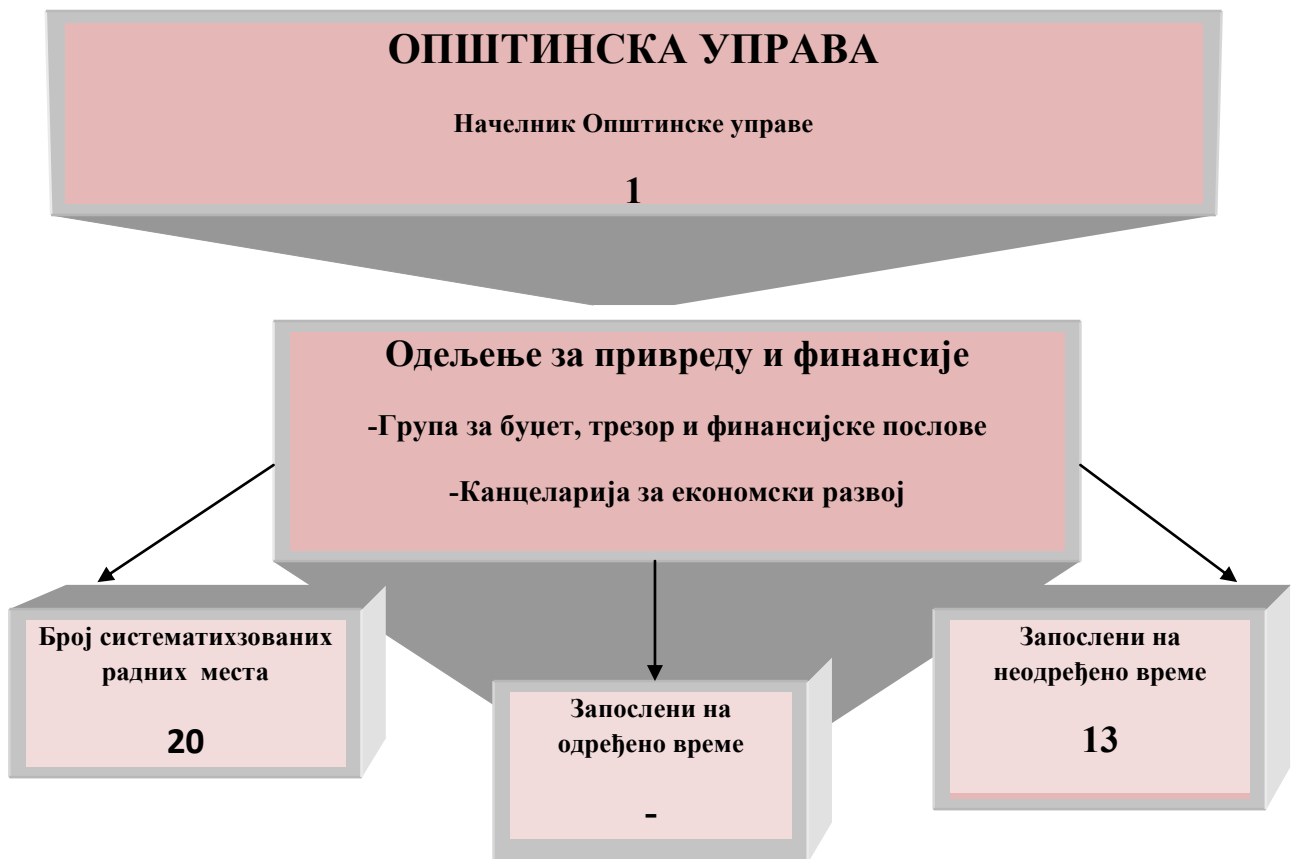 ОПШТИНСКА УПРАВА
Начелник Општинске управе
1
Одељење за привреду и финансије
-Група за буџет, трезор и финансијске послове
-Канцеларија за економски развој
Број систематихзованих
радних места
20
Запослени на
одређено време
-
Запослени на
неодређено време
13